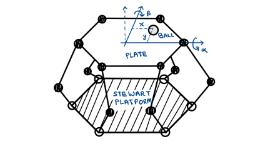 β
x
BALL
y
α
PLATE
STEWART
PLATFORM